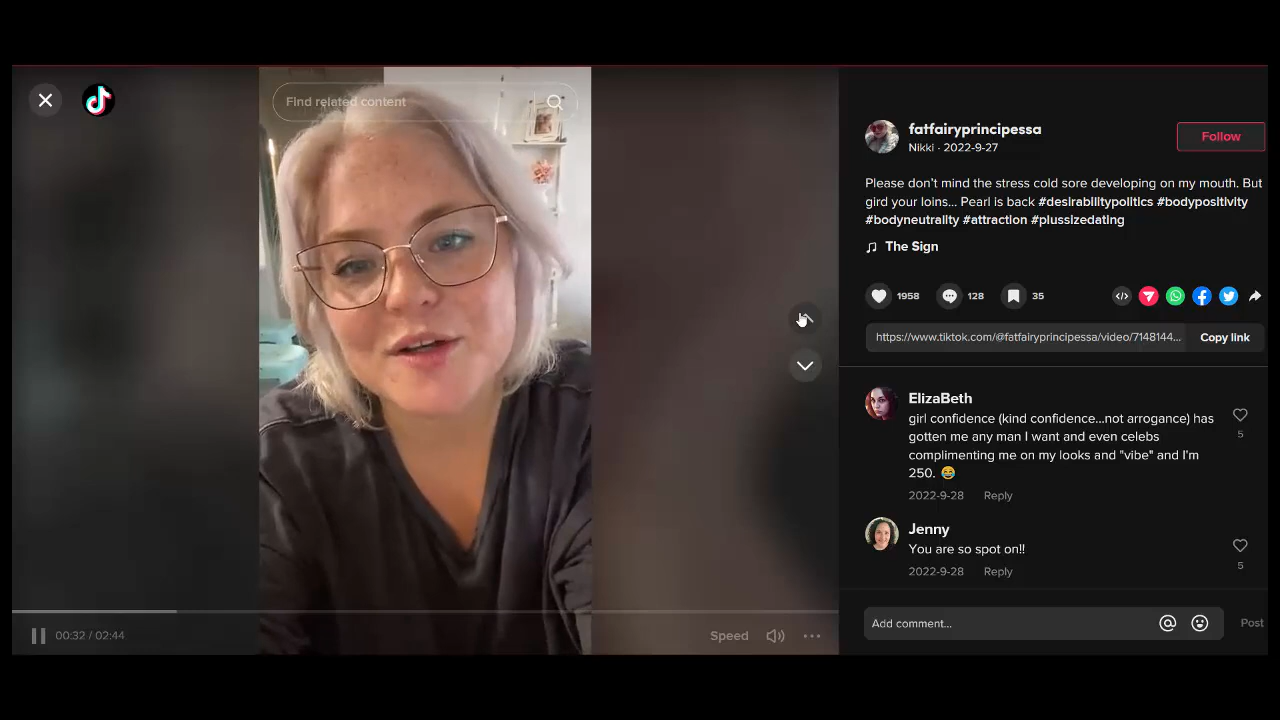 Find related content
fatfairyprincipessa
Nikki · 2022-9-27
Follow
Please don't mind the stress cold sore developing on my mouth. But
gird your loins... Pearl is back #desirabilitypolitics #bodypositivity
#bodyneutrality #attraction #plussizedating
The Sign
1958
128
35
https://www.tiktok.com/@fatfairyprincipessa/video/7148144...
Copy link
ElizaBeth
girl confidence (kind confidence...not arrogance) has
gotten me any man I want and even celebs
complimenting me on my looks and "vibe" and I'm
250. 😂
5
2022-9-28 Reply
Jenny
You are so spot on!!
5
2022-9-28 Reply
00:32 / 02:44
Speed
Add comment...
Post